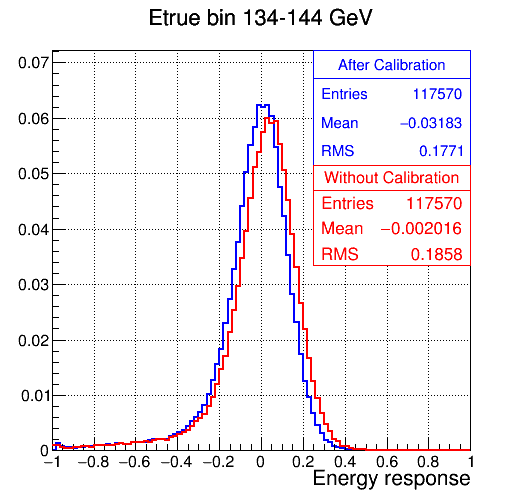 Etrue bin 134-144 GeV
After Calibration
Entries 117570
Mean −0.03183
RMS 0.1771
Without Calibration
Entries 117570
Mean −0.002016
RMS 0.1858
0.07
0.06
0.05
0.04
0.03
0.02
0.01
0
−1 −0.8 −0.6 −0.4 −0.2 0 0.2 0.4 0.6 0.8 1
Energy response